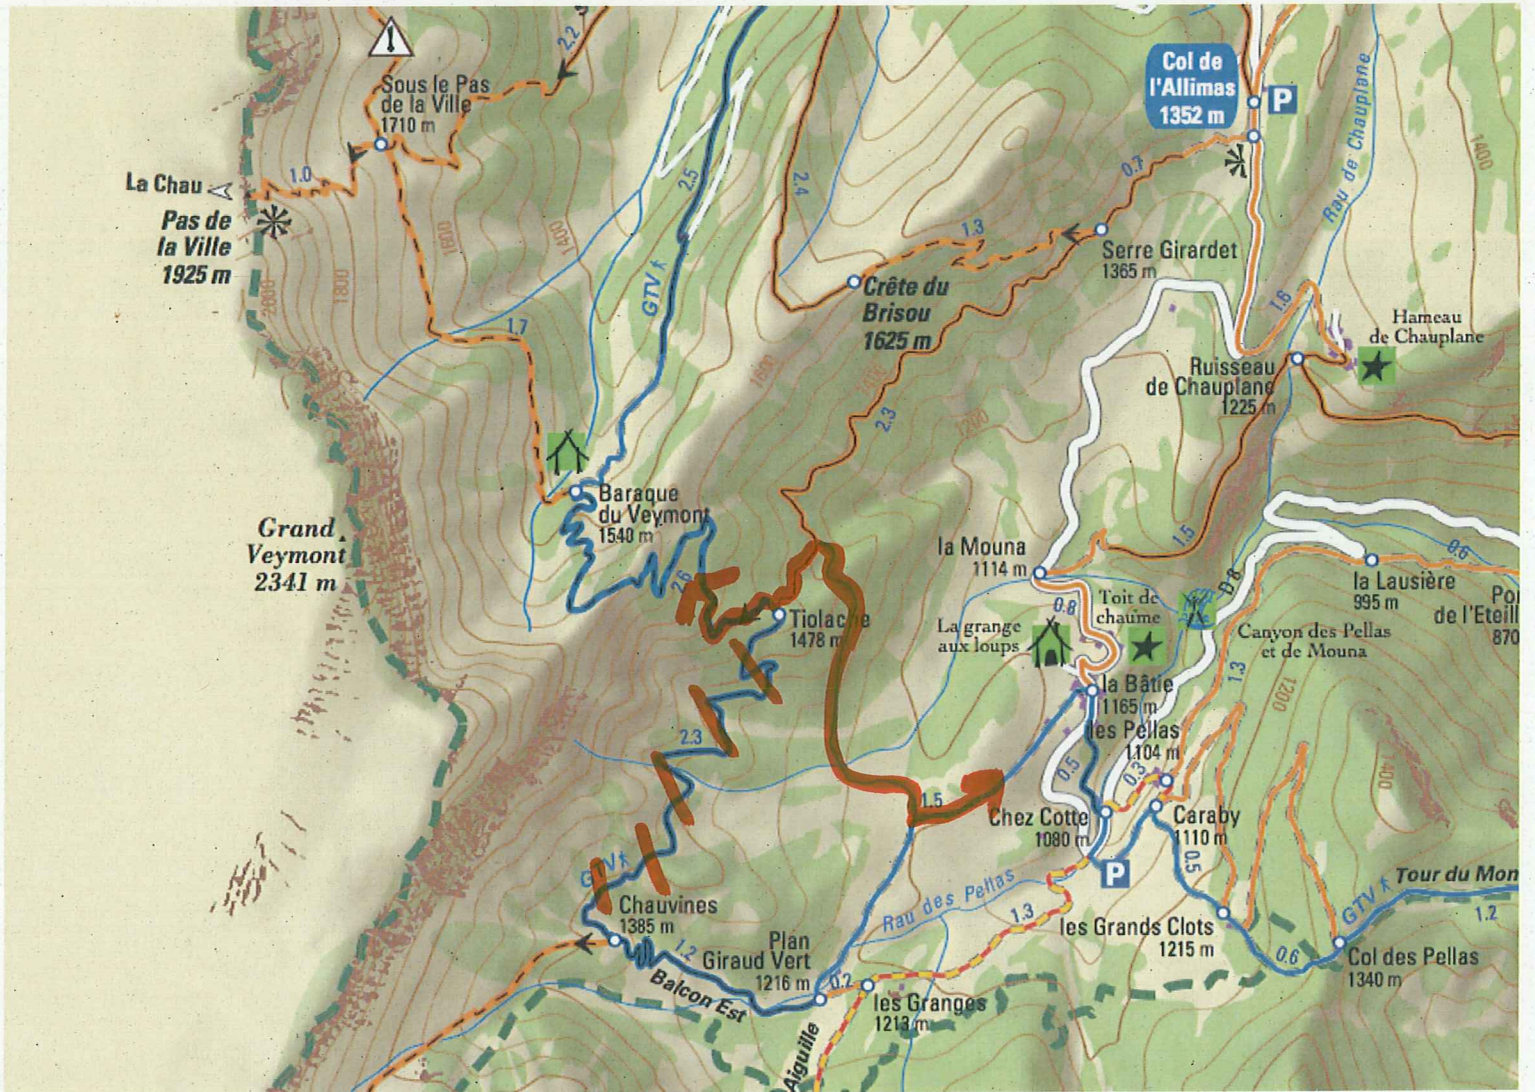 Sous le Pas
de la Ville
1710 m
2.2
Col de
l'Allimas
1352 m
P
Rau de Chauplane
1400
La Chau
1.0
Pas de
la Ville
1925 m
2000
1800
1600
1400
2.5
2.4
0.7
1.3
Serre Girardet
1365 m
GTV
Crête du
Brisou
1625 m
1.7
1.6
Hameau
de Chauplane
Ruisseau
de Chauplane
1225 m
2.3
1200
Baraque
du Veymont
1540 m
Grand
Veymont
2341 m
2.6
la Mouna
1114 m
1.5
D 8
0.6
la Lausière
995 m
de l'Eteill
870
0.8
Toit de
chaume
La grange
aux loups
Canyon des Pellas
et de Mouna
Tiolache
1478 m
1.3
1200
la Bâtie
1165 m
les Pellas
1104 m
2.3
0.5
0.3
1.5
Chez Cotte
1080 m
Caraby
1110 m
400
P
0.5
GTV
Chauvines
1385 m
Rau des Pellas
1.3
les Grands Clots
1215 m
GTV
Tour du Mon
1.2
1.2
Plan
Giraud Vert
1216 m
0.2
les Granges
1213 m
0.6
Col des Pellas
1340 m
Balcon Est
Aiguille